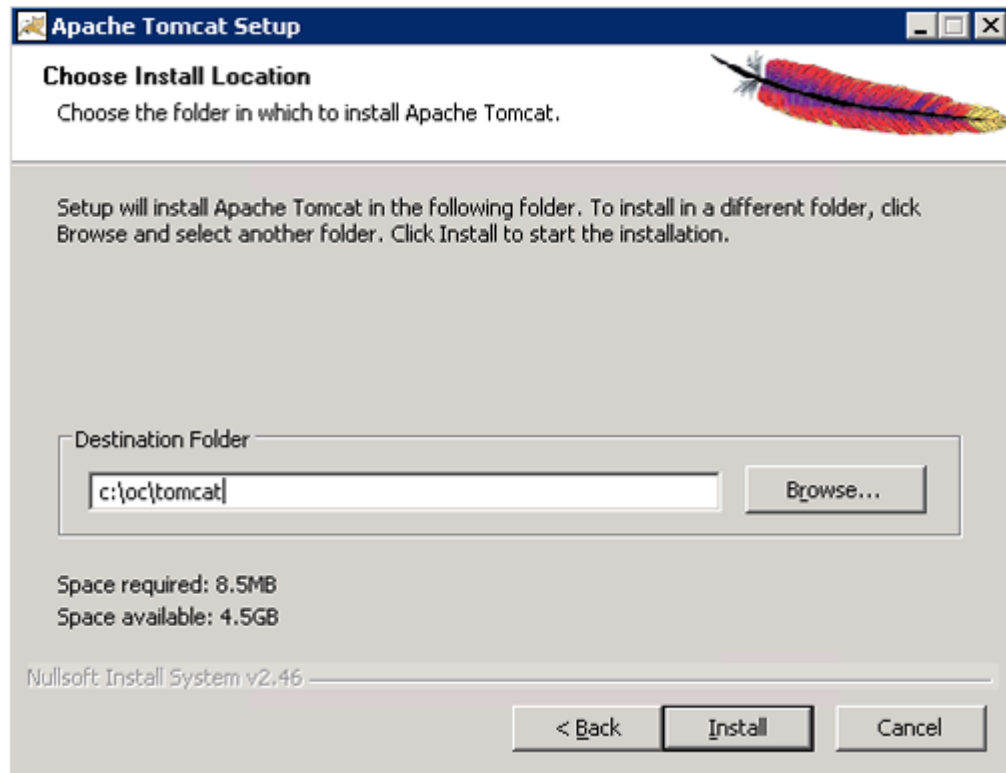 Apache Tomcat Setup
Choose Install Location
Choose the folder in which to install Apache Tomcat.
Setup will install Apache Tomcat in the following folder. To install in a different folder, click
Browse and select another folder. Click Install to start the installation.
Destination Folder
c:\oc\tomcat
Browse...
Space required: 8.5MB
Space available: 4.5GB
Nullsoft Install System v2.46
< Back
Install
Cancel